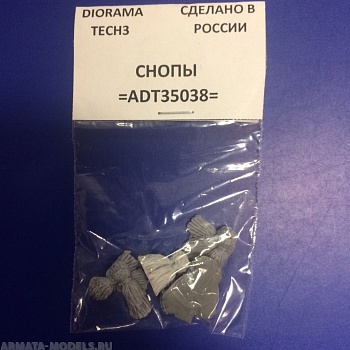 DIORAMA СДЕЛАНО В
TECH3 РОССИИ
СНОПЫ
=ADT35038=
ARMATA-MODELS.RU